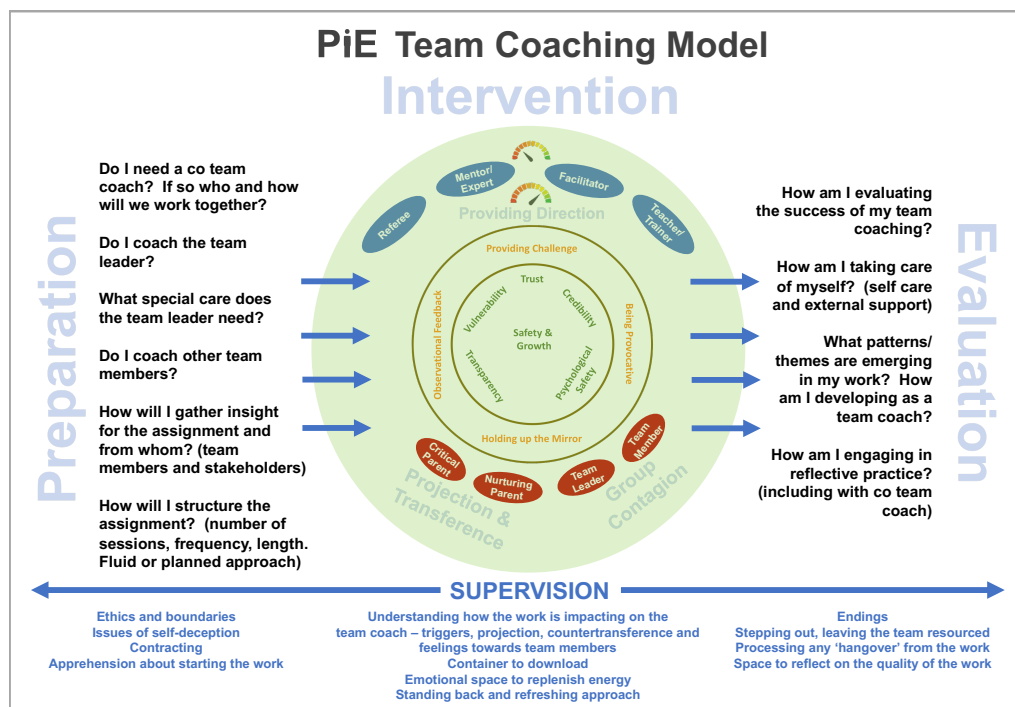 PiE Team Coaching Model
Intervention
Preparation
Do I need a co team
coach? If so who and how
will we work together?
Do I coach the team
leader?
What special care does
the team leader need?
Do I coach other team
members?
How will I gather insight
for the assignment and
from whom? (team
members and stakeholders)
How will I structure the
assignment? (number of
sessions, frequency, length.
Fluid or planned approach)
Referee
Mentor/
Expert
Facilitator
Teacher/
Trainer
Providing Direction
Providing Challenge
Observational Feedback
Being Provocative
Holding up the Mirror
Trust
Vulnerability
Credibility
Safety &
Growth
Transparency
Psychological
Safety
Critical
Parent
Nurturing
Parent
Team
Leader
Team
Member
Projection &
Transference
Group
Contagion
How am I evaluating
the success of my team
coaching?
How am I taking care
of myself? (self care
and external support)
What patterns/
themes are emerging
in my work? How
am I developing as a
team coach?
How am I engaging in
reflective practice?
(including with co team
coach)
Evaluation
SUPERVISION
Ethics and boundaries
Issues of self-deception
Contracting
Apprehension about starting the work
Understanding how the work is impacting on the
team coach – triggers, projection, countertransference and
feelings towards team members
Container to download
Emotional space to replenish energy
Standing back and refreshing approach
Endings
Stepping out, leaving the team resourced
Processing any ‘hangover’ from the work
Space to reflect on the quality of the work